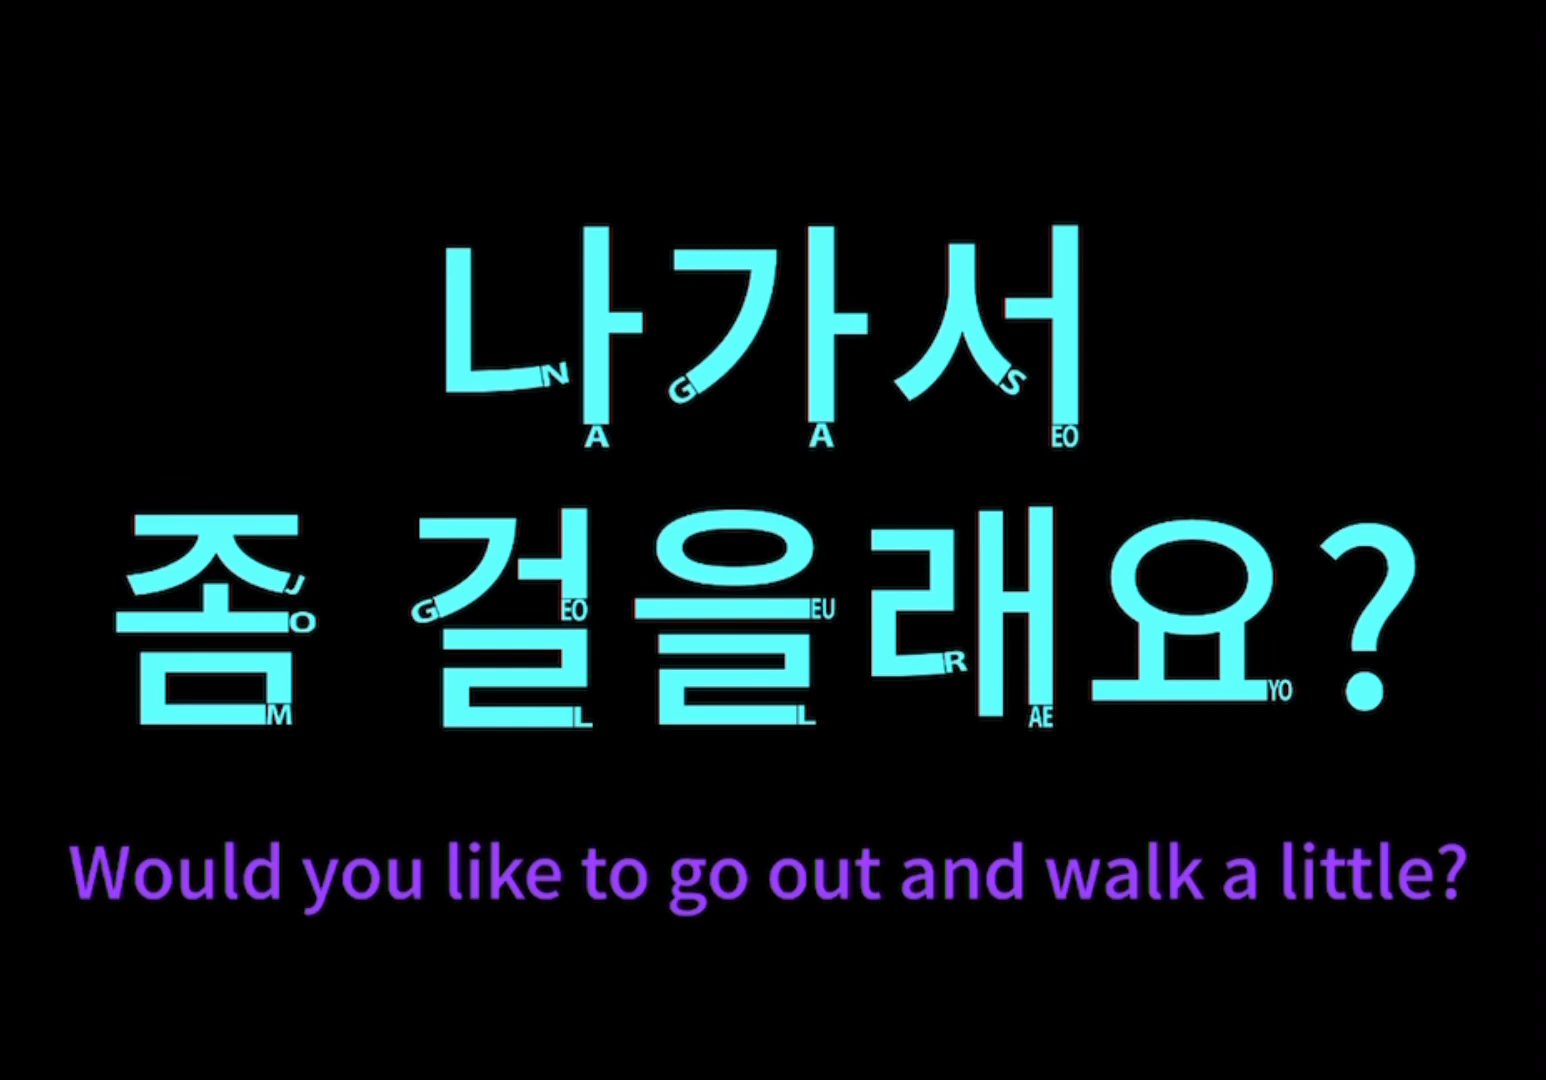 나가서
좀 걸을래요?
Would you like to go out and walk a little?